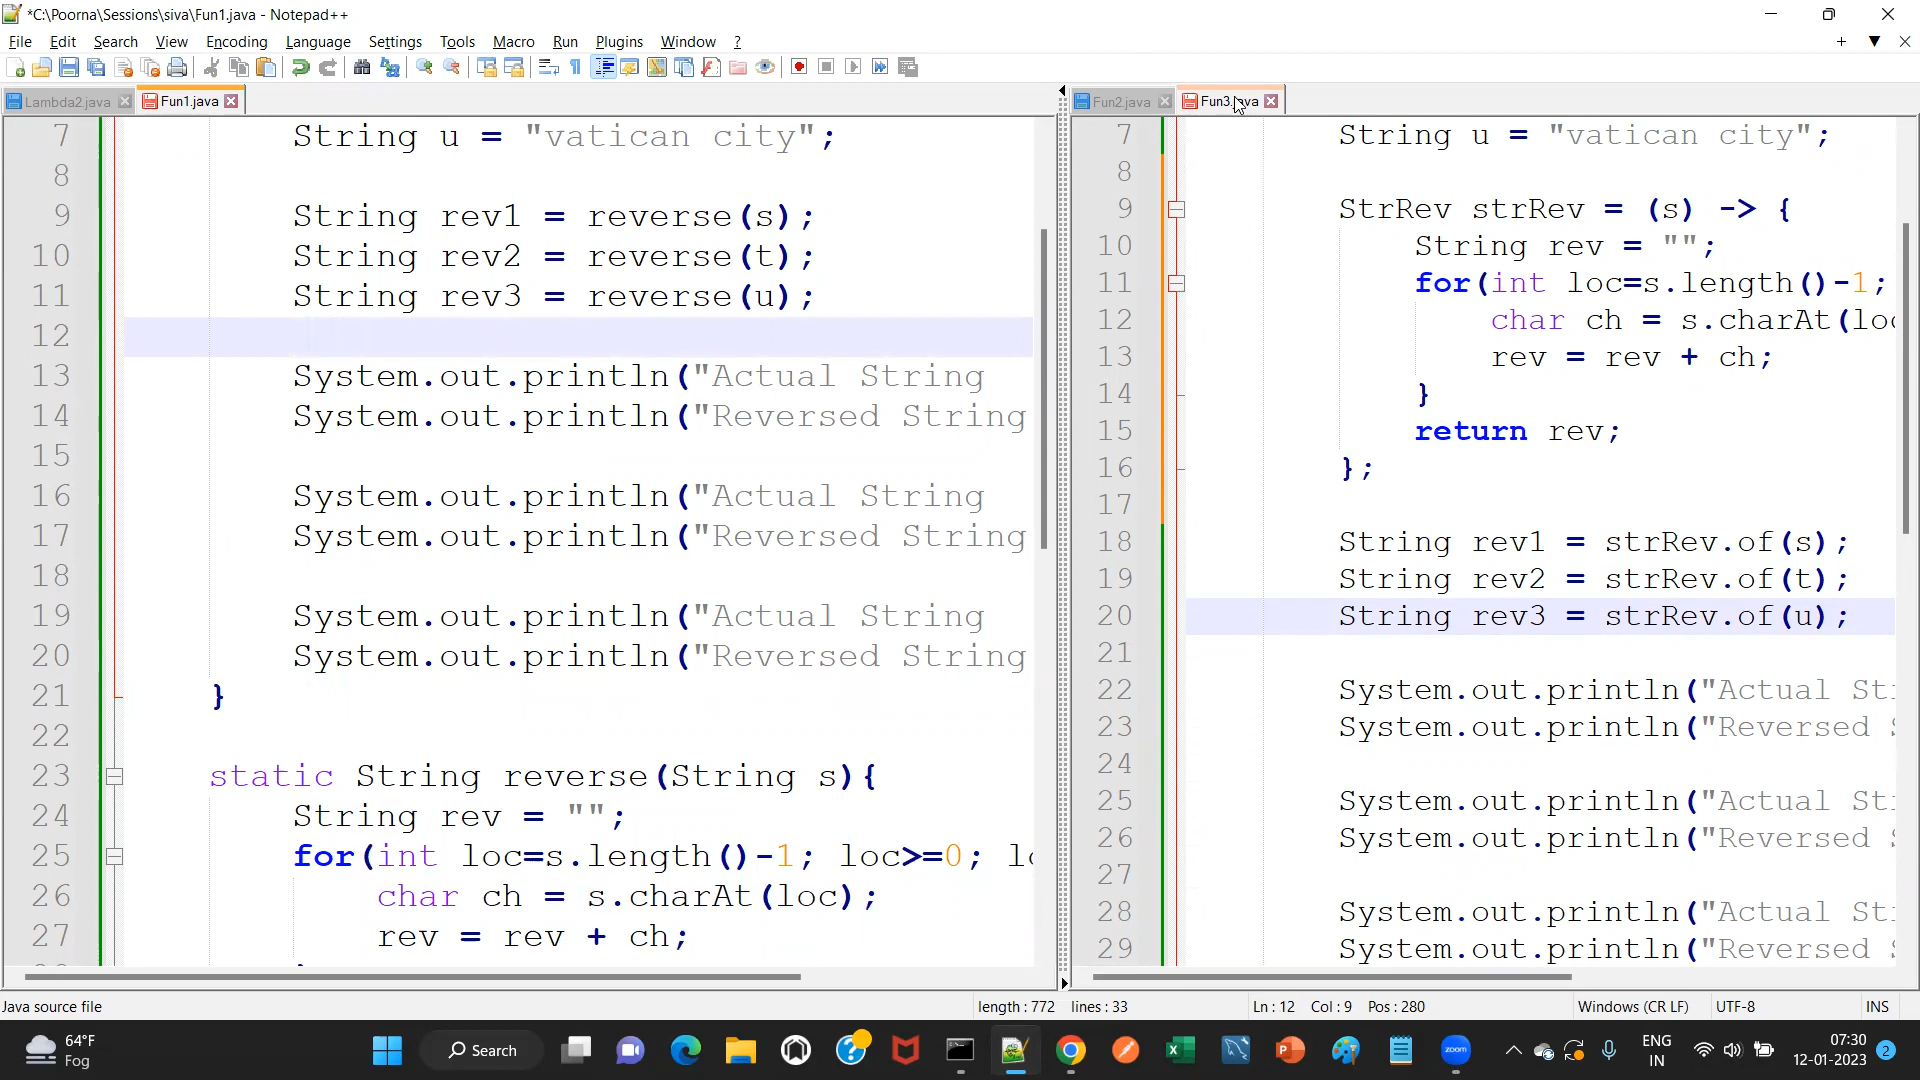 *C:\Poorna\Sessions\siva\Fun1.java - Notepad++
File Edit Search View Encoding Language Settings Tools Macro Run Plugins Window ?
Lambda2.java Fun1.java
7 String u = "vatican city";
8
9 String rev1 = reverse(s);
10 String rev2 = reverse(t);
11 String rev3 = reverse(u);
12
13 System.out.println("Actual String
14 System.out.println("Reversed String
15
16 System.out.println("Actual String
17 System.out.println("Reversed String
18
19 System.out.println("Actual String
20 System.out.println("Reversed String
21 }
22
23 static String reverse(String s){
24 String rev = "";
25 for(int loc=s.length()-1; loc>=0; lo
26 char ch = s.charAt(loc);
27 rev = rev + ch;
Fun2.java Fun3.java
7 String u = "vatican city";
8
9 StrRev strRev = (s) -> {
10 String rev = "";
11 for(int loc=s.length()-1;
12 char ch = s.charAt(loc
13 rev = rev + ch;
14 }
15 return rev;
16 };
17
18 String rev1 = strRev.of(s);
19 String rev2 = strRev.of(t);
20 String rev3 = strRev.of(u);
21
22 System.out.println("Actual St
23 System.out.println("Reversed
24
25 System.out.println("Actual St
26 System.out.println("Reversed
27
28 System.out.println("Actual St
29 System.out.println("Reversed
Java source file length : 772 lines : 33 Ln : 12 Col : 9 Pos : 280 Windows (CR LF) UTF-8 INS
64°F
Fog
Search
zoom
ENG
IN
07:30
12-01-2023
2